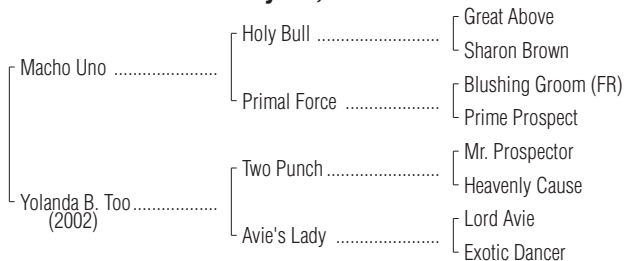 Great Above
Holy Bull ....................
Sharon Brown
Macho Uno .................
Blushing Groom (FR)
Primal Force ...............
Prime Prospect
Mr. Prospector
Two Punch ..................
Heavenly Cause
Yolanda B. Too .............
(2002)
Lord Avie
Avie's Lady ................
Exotic Dancer